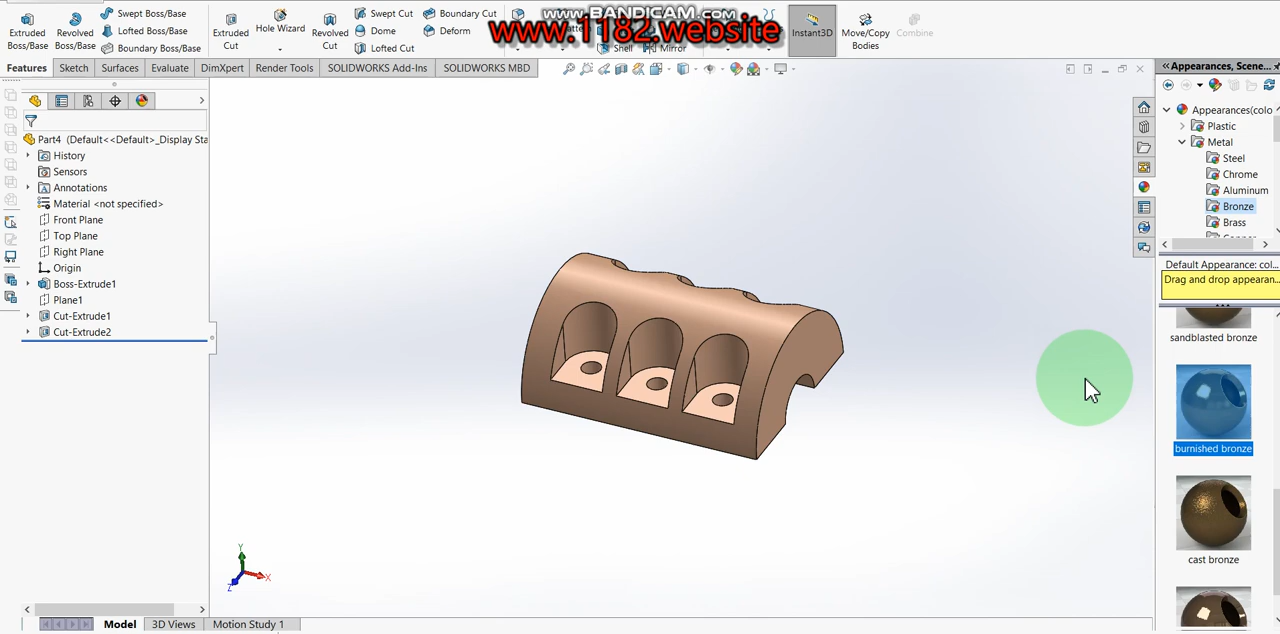 www.BANDICAM.com
www.1182.website
Extruded Boss/Base
Revolved Boss/Base
Swept Boss/Base
Lofted Boss/Base
Boundary Boss/Base
Extruded Cut
Hole Wizard
Revolved Cut
Swept Cut
Dome
Lofted Cut
Boundary Cut
Deform
Shell
Mirror
Instant3D
Move/Copy Bodies
Combine
Features
Sketch
Surfaces
Evaluate
DimXpert
Render Tools
SOLIDWORKS Add-Ins
SOLIDWORKS MBD
Part4 (Default<<Default>_Display Sta
History
Sensors
Annotations
Material <not specified>
Front Plane
Top Plane
Right Plane
Origin
Boss-Extrude1
Plane1
Cut-Extrude1
Cut-Extrude2
Y
X
Z
Appearances, Scene...
Appearances(colo
Plastic
Metal
Steel
Chrome
Aluminum
Bronze
Brass
Default Appearance: col...
Drag and drop appearan...
sandblasted bronze
burnished bronze
cast bronze
Model
3D Views
Motion Study 1